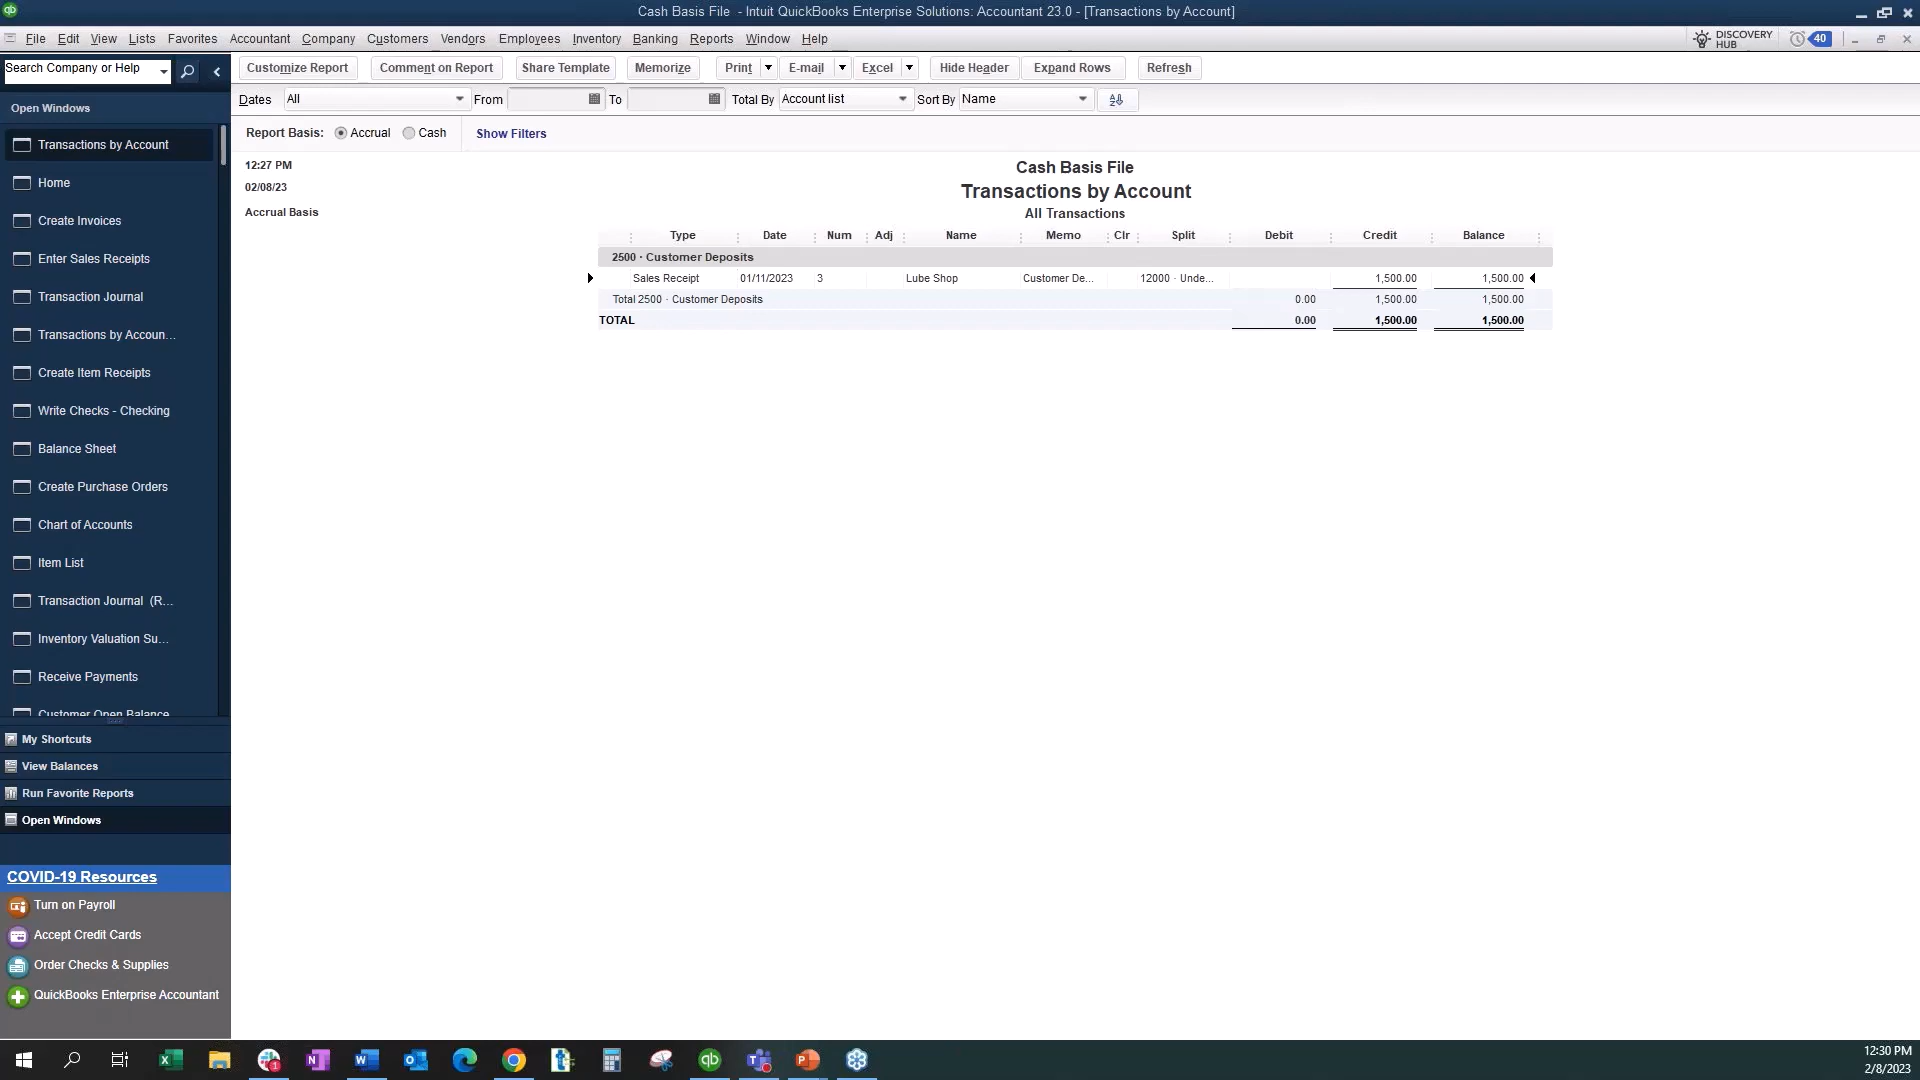 Cash Basis File - Intuit QuickBooks Enterprise Solutions: Accountant 23.0 - [Transactions by Account]
File Edit View Lists Favorites Accountant Company Customers Vendors Employees Inventory Banking Reports Window Help
DISCOVERY HUB 40
Search Company or Help
Customize Report Comment on Report Share Template Memorize Print E-mail Excel Hide Header Expand Rows Refresh
Dates All From To Total By Account list Sort By Name
Report Basis: Accrual Cash Show Filters
Open Windows
Transactions by Account
Home
Create Invoices
Enter Sales Receipts
Transaction Journal
Transactions by Accoun...
Create Item Receipts
Write Checks - Checking
Balance Sheet
Create Purchase Orders
Chart of Accounts
Item List
Transaction Journal (R...
Inventory Valuation Su...
Receive Payments
Customer Open Balance
My Shortcuts
View Balances
Run Favorite Reports
Open Windows
COVID-19 Resources
Turn on Payroll
Accept Credit Cards
Order Checks & Supplies
QuickBooks Enterprise Accountant
12:27 PM
02/08/23
Accrual Basis
Cash Basis File
Transactions by Account
All Transactions
Type Date Num Adj Name Memo Clr Split Debit Credit Balance
2500 · Customer Deposits
Sales Receipt 01/11/2023 3 Lube Shop Customer De... 12000 · Unde... 1,500.00 1,500.00
Total 2500 · Customer Deposits 0.00 1,500.00 1,500.00
TOTAL 0.00 1,500.00 1,500.00
12:30 PM
2/8/2023